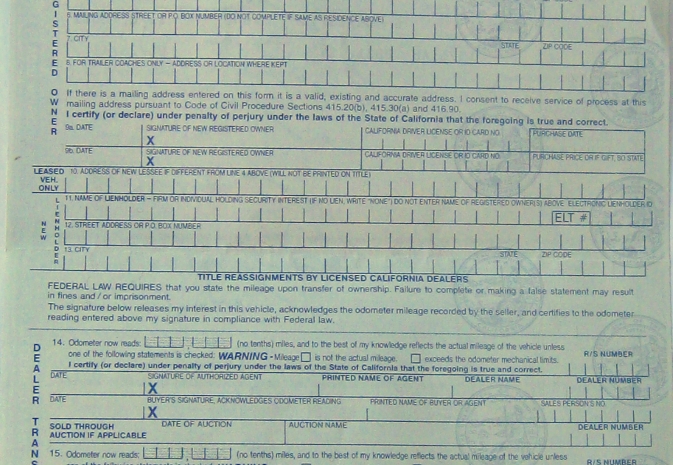 6. MAILING ADDRESS STREET OR P.O. BOX NUMBER (DO NOT COMPLETE IF SAME AS RESIDENCE ABOVE)
7. CITY STATE ZIP CODE
8. FOR TRAILER COACHES ONLY – ADDRESS OR LOCATION WHERE KEPT
GISTERED OWNER
If there is a mailing address entered on this form it is a valid, existing and accurate address. I consent to receive service of process at this
mailing address pursuant to Code of Civil Procedure Sections 415.20(b), 415.30(a) and 416.90.
I certify (or declare) under penalty of perjury under the laws of the State of California that the foregoing is true and correct.
9a. DATE SIGNATURE OF NEW REGISTERED OWNER CALIFORNIA DRIVER LICENSE OR ID CARD NO. PURCHASE DATE
X
9b. DATE SIGNATURE OF NEW REGISTERED OWNER CALIFORNIA DRIVER LICENSE OR ID CARD NO. PURCHASE PRICE OR IF GIFT, SO STATE
X
LEASED VEH. ONLY
10. ADDRESS OF NEW LESSEE IF DIFFERENT FROM LINE 4 ABOVE (WILL NOT BE PRINTED ON TITLE)
NEW LIENHOLDER
11. NAME OF LIENHOLDER – FIRM OR INDIVIDUAL HOLDING SECURITY INTEREST (IF NO LIEN, WRITE "NONE") DO NOT ENTER NAME OF REGISTERED OWNER(S) ABOVE ELECTRONIC LIENHOLDER ID
ELT #
12. STREET ADDRESS OR P.O. BOX NUMBER
13. CITY STATE ZIP CODE
TITLE REASSIGNMENTS BY LICENSED CALIFORNIA DEALERS
FEDERAL LAW REQUIRES that you state the mileage upon transfer of ownership. Failure to complete or making a false statement may result
in fines and / or imprisonment.
The signature below releases my interest in this vehicle, acknowledges the odometer mileage recorded by the seller, and certifies to the odometer
reading entered above my signature in compliance with Federal law.
DEALER TRANS
14. Odometer now reads: (no tenths) miles, and to the best of my knowledge reflects the actual mileage of the vehicle unless
one of the following statements is checked. WARNING - Mileage is not the actual mileage. exceeds the odometer mechanical limits. R/S NUMBER
I certify (or declare) under penalty of perjury under the laws of the State of California that the foregoing is true and correct.
DATE SIGNATURE OF AUTHORIZED AGENT PRINTED NAME OF AGENT DEALER NAME DEALER NUMBER
X
DATE BUYER'S SIGNATURE, ACKNOWLEDGES ODOMETER READING. PRINTED NAME OF BUYER OR AGENT SALES PERSON'S NO.
X
SOLD THROUGH AUCTION IF APPLICABLE DATE OF AUCTION AUCTION NAME DEALER NUMBER
15. Odometer now reads: (no tenths) miles, and to the best of my knowledge reflects the actual mileage of the vehicle unless
R/S NUMBER